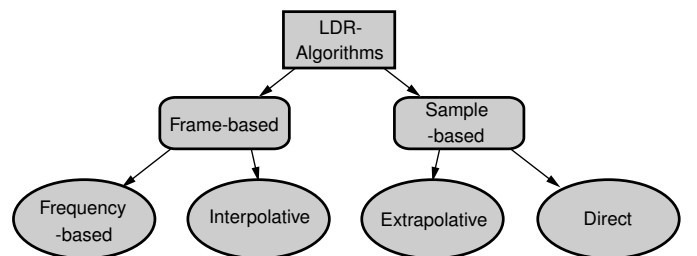 LDR-
Algorithms
Frame-based
Sample
-based
Frequency
-based
Interpolative
Extrapolative
Direct